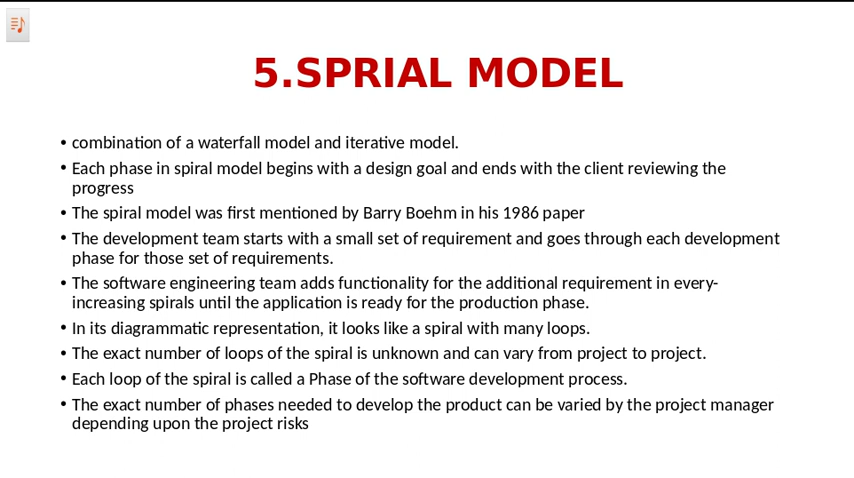 5.SPRIAL MODEL
• combination of a waterfall model and iterative model.
• Each phase in spiral model begins with a design goal and ends with the client reviewing the
progress
• The spiral model was first mentioned by Barry Boehm in his 1986 paper
• The development team starts with a small set of requirement and goes through each development
phase for those set of requirements.
• The software engineering team adds functionality for the additional requirement in every-
increasing spirals until the application is ready for the production phase.
• In its diagrammatic representation, it looks like a spiral with many loops.
• The exact number of loops of the spiral is unknown and can vary from project to project.
• Each loop of the spiral is called a Phase of the software development process.
• The exact number of phases needed to develop the product can be varied by the project manager
depending upon the project risks